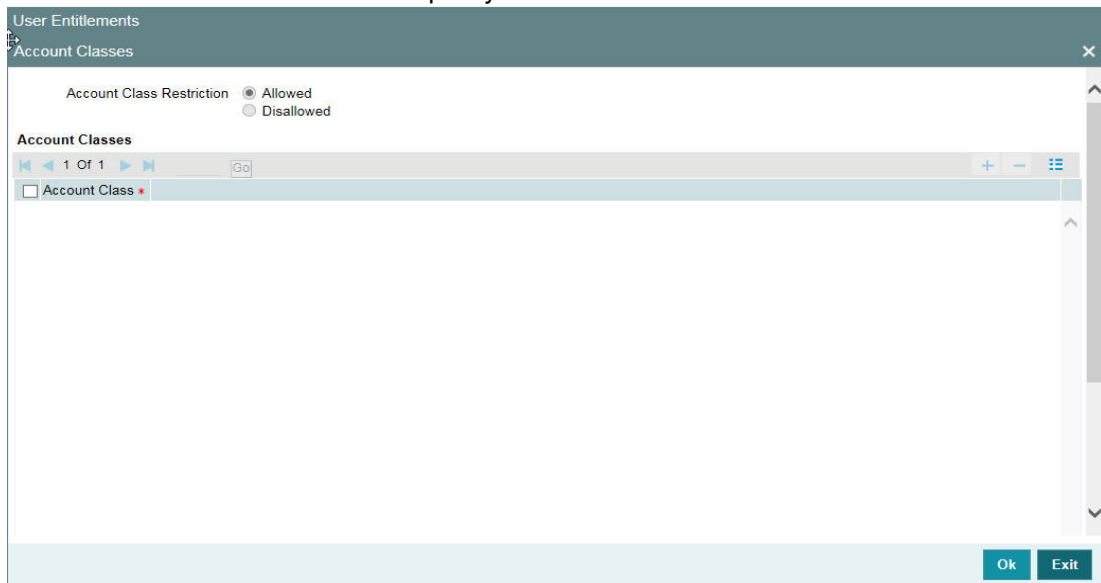 User Entitlements
Account Classes
Account Class Restriction Allowed
Disallowed
Account Classes
1 Of 1 Go
Account Class *
Ok Exit